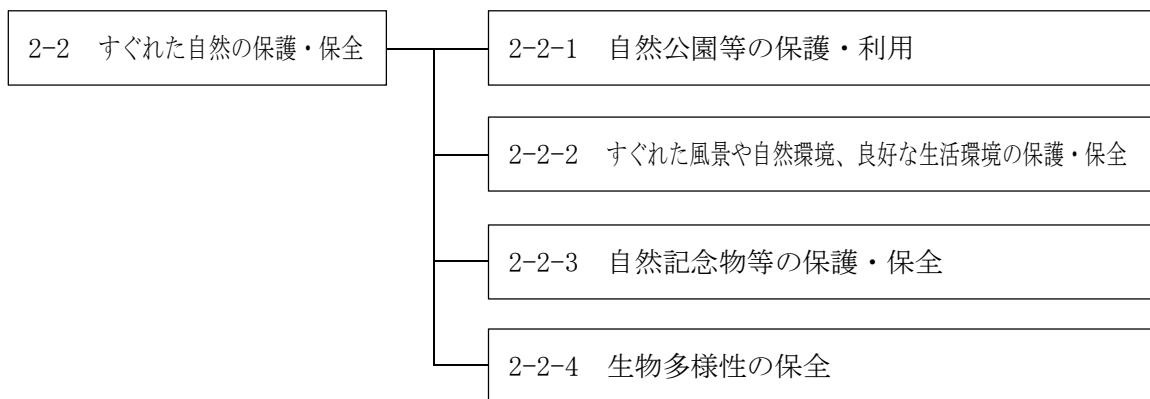 2-2　すぐれた自然の保護・保全
2-2-1　自然公園等の保護・利用
2-2-2　すぐれた風景や自然環境、良好な生活環境の保護・保全
2-2-3　自然記念物等の保護・保全
2-2-4　生物多様性の保全